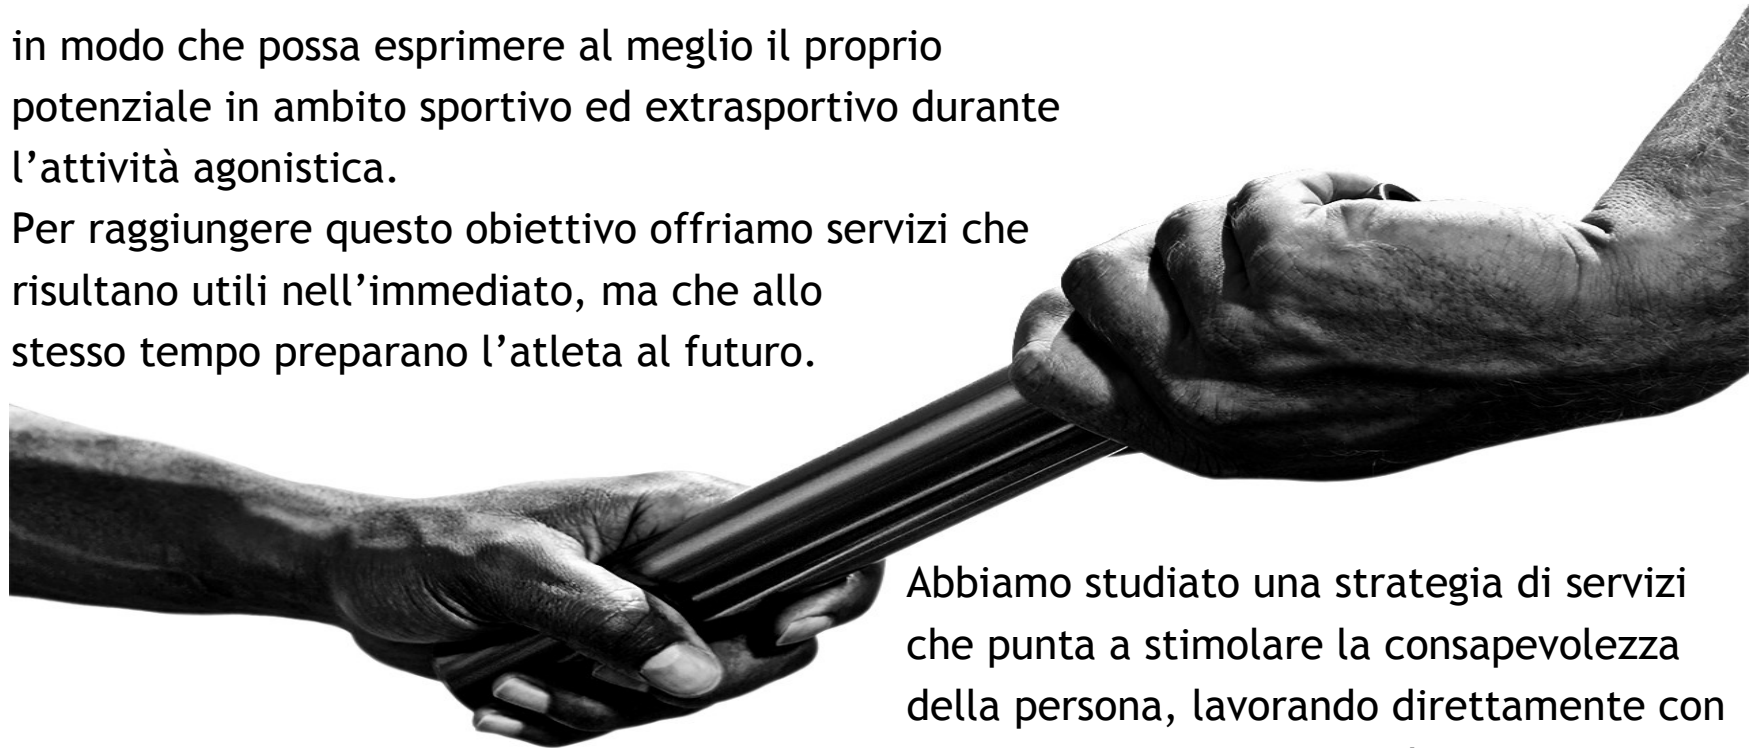 in modo che possa esprimere al meglio il proprio
potenziale in ambito sportivo ed extrasportivo durante
l’attività agonistica.
Per raggiungere questo obiettivo offriamo servizi che
risultano utili nell’immediato, ma che allo
stesso tempo preparano l’atleta al futuro.
Abbiamo studiato una strategia di servizi
che punta a stimolare la consapevolezza
della persona, lavorando direttamente con